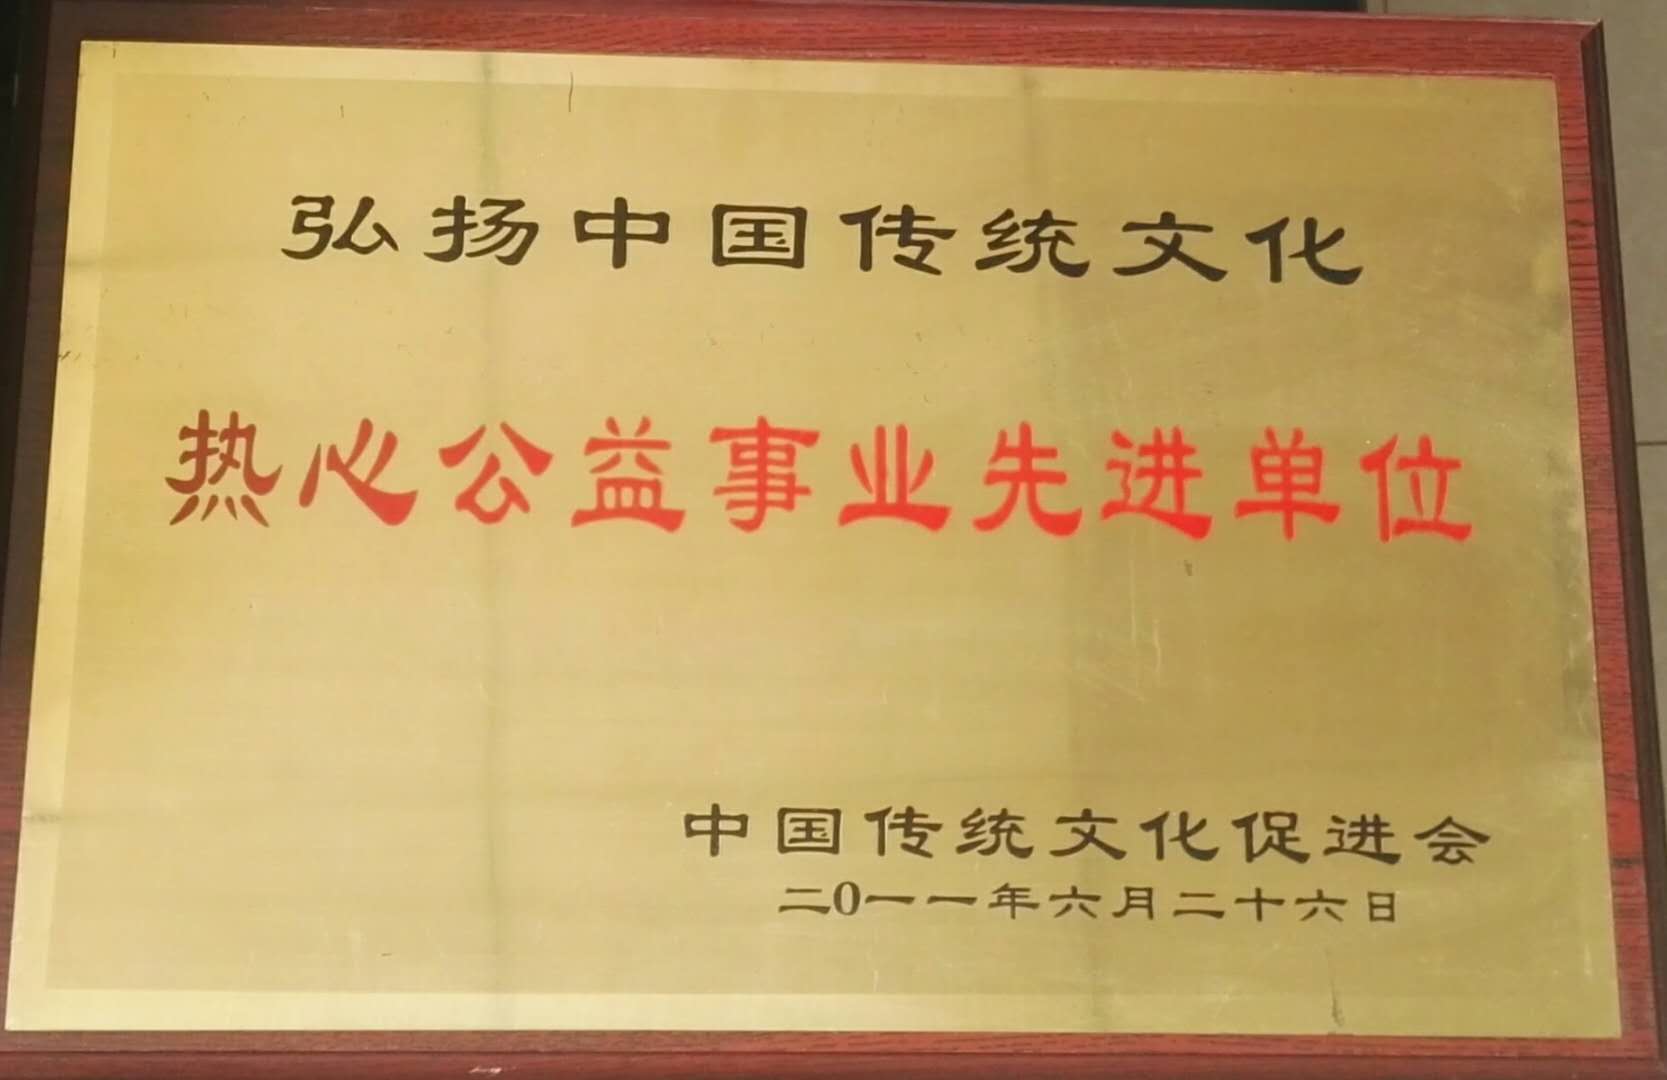 弘扬中国传统文化
热心公益事业先进单位
中国传统文化促进会
二0一一年六月二十六日